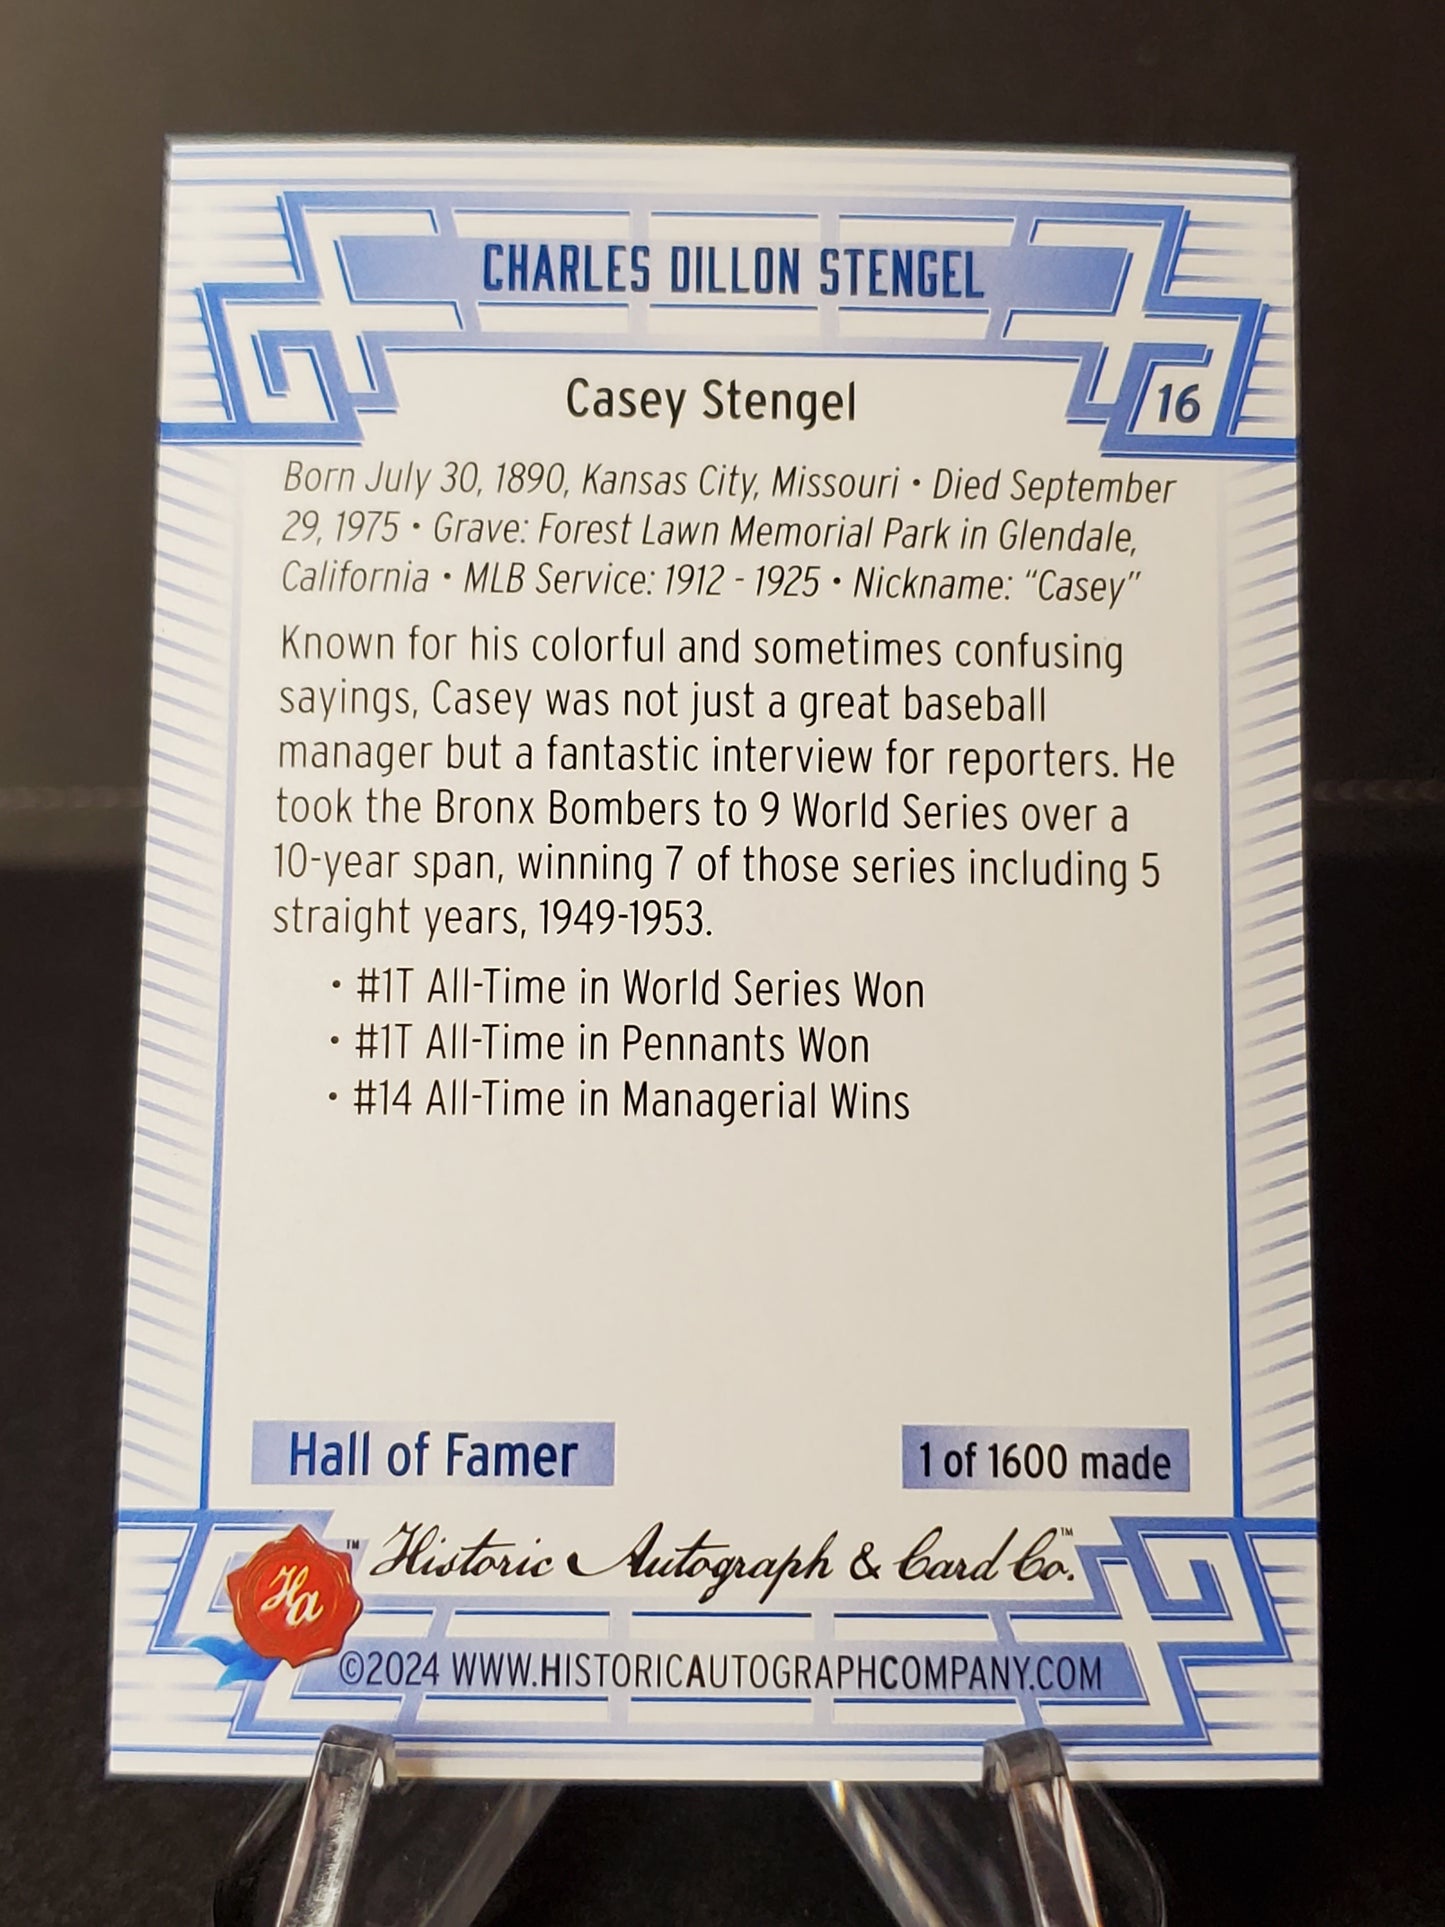 CHARLES DILLON STENGEL
Casey Stengel
16
Born July 30, 1890, Kansas City, Missouri • Died September
29, 1975 • Grave: Forest Lawn Memorial Park in Glendale,
California • MLB Service: 1912 - 1925 • Nickname: “Casey”
Known for his colorful and sometimes confusing
sayings, Casey was not just a great baseball
manager but a fantastic interview for reporters. He
took the Bronx Bombers to 9 World Series over a
10-year span, winning 7 of those series including 5
straight years, 1949-1953.
• #1T All-Time in World Series Won
• #1T All-Time in Pennants Won
• #14 All-Time in Managerial Wins
Hall of Famer
1 of 1600 made
Ha ™ Historic Autograph & Card Co.™
©2024 WWW.HISTORICAUTOGRAPHCOMPANY.COM